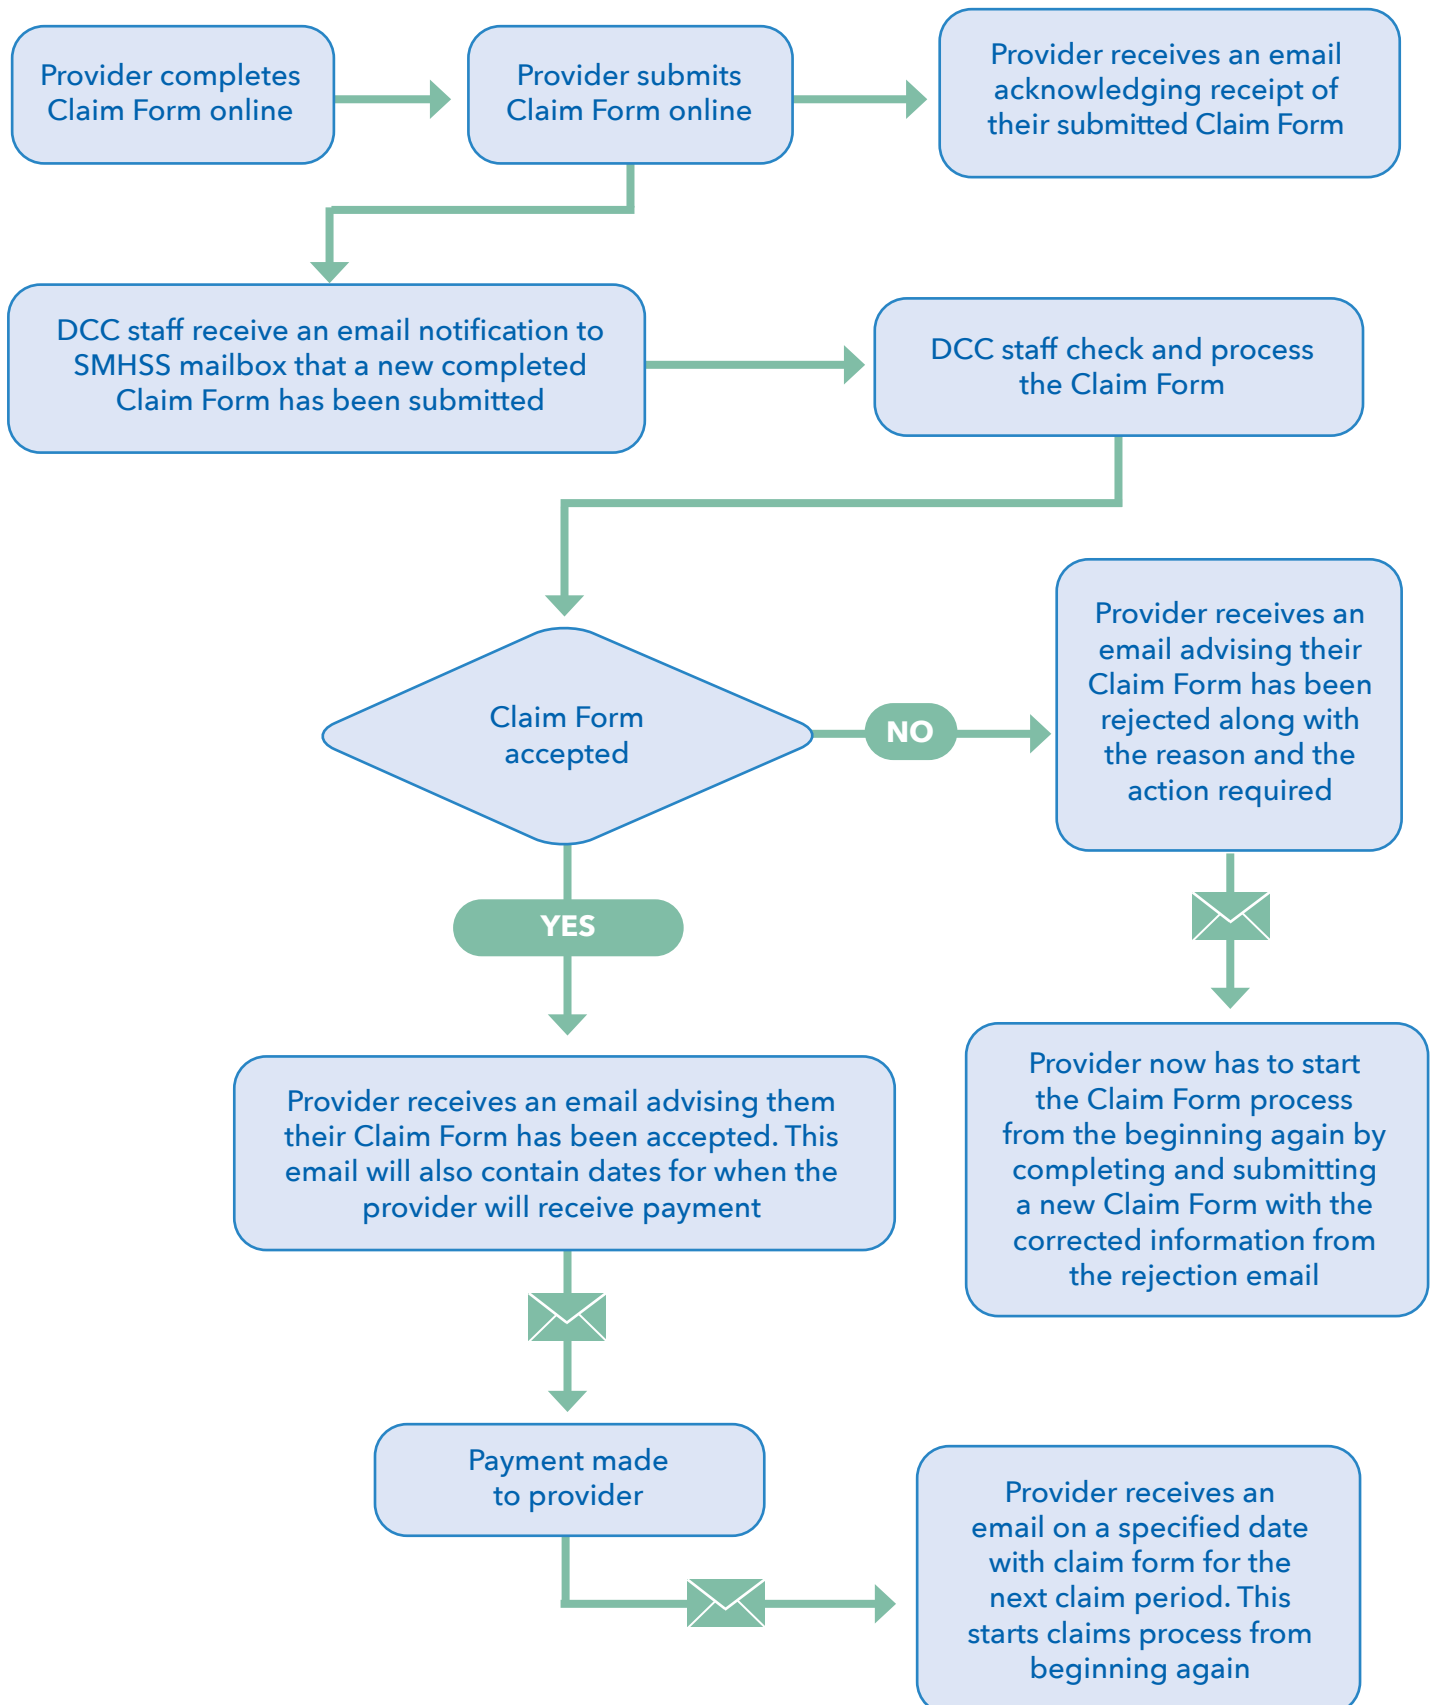 Provider completes
Claim Form online
Provider submits
Claim Form online
Provider receives an email
acknowledging receipt of
their submitted Claim Form
DCC staff receive an email notification to
SMHSS mailbox that a new completed
Claim Form has been submitted
DCC staff check and process
the Claim Form
Claim Form
accepted
NO
Provider receives an
email advising their
Claim Form has been
rejected along with
the reason and the
action required
YES
Provider receives an email advising them
their Claim Form has been accepted. This
email will also contain dates for when the
provider will receive payment
Provider now has to start
the Claim Form process
from the beginning again by
completing and submitting
a new Claim Form with the
corrected information from
the rejection email
Payment made
to provider
Provider receives an
email on a specified date
with claim form for the
next claim period. This
starts claims process from
beginning again